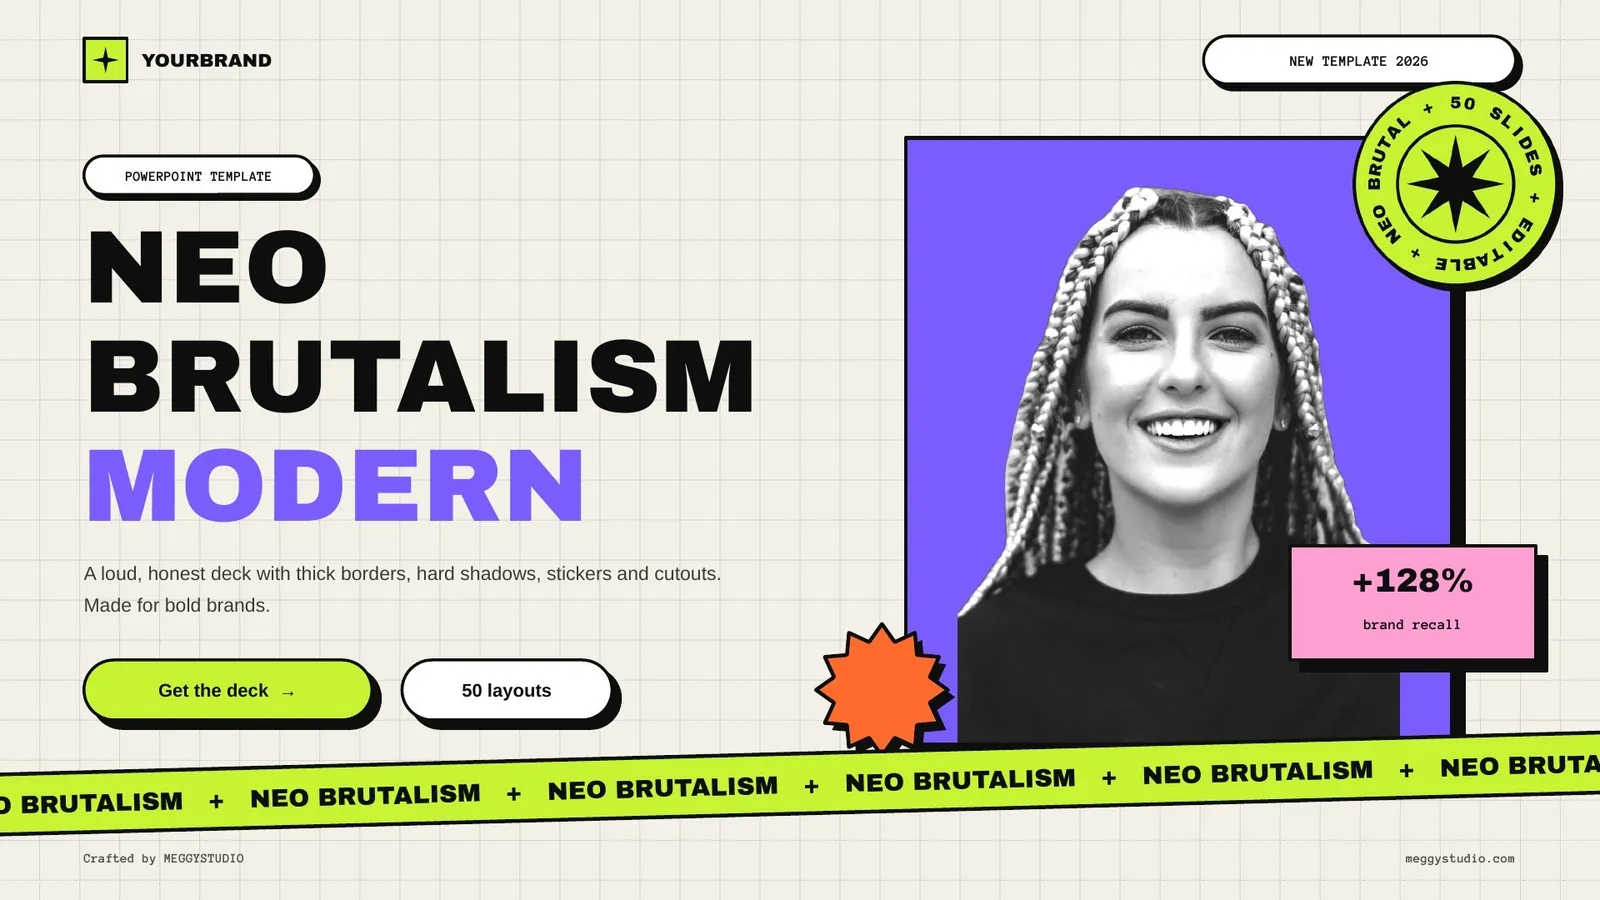 YOURBRAND
NEW TEMPLATE 2026
NEO BRUTAL + 50 SLIDES + EDITABLE +
POWERPOINT TEMPLATE
NEO
BRUTALISM
MODERN
A loud, honest deck with thick borders, hard shadows, stickers and cutouts.
Made for bold brands.
Get the deck →
50 layouts
+128%
brand recall
O BRUTALISM + NEO BRUTALISM + NEO BRUTALISM + NEO BRUTALISM + NEO BRUTALISM + NEO BRUTA
Crafted by MEGGYSTUDIO
meggystudio.com